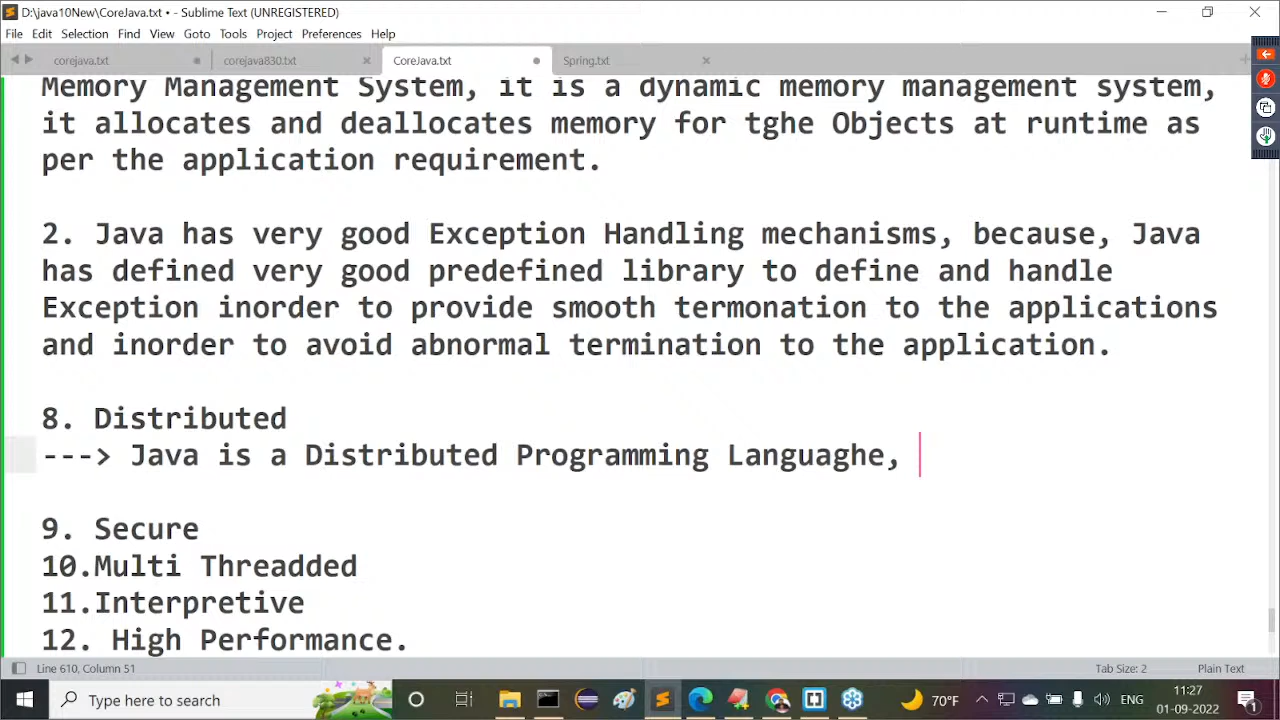 D:\java10New\CoreJava.txt • - Sublime Text (UNREGISTERED)
File Edit Selection Find View Goto Tools Project Preferences Help
corejava.txt corejava830.txt CoreJava.txt Spring.txt
Memory Management System, it is a dynamic memory management system,
it allocates and deallocates memory for tghe Objects at runtime as
per the application requirement.
2. Java has very good Exception Handling mechanisms, because, Java
has defined very good predefined library to define and handle
Exception inorder to provide smooth termonation to the applications
and inorder to avoid abnormal termination to the application.
8. Distributed
---> Java is a Distributed Programming Languaghe,
9. Secure
10.Multi Threadded
11.Interpretive
12. High Performance.
Line 610, Column 51 Tab Size: 2 Plain Text
Type here to search 70°F ENG 11:27
01-09-2022 1